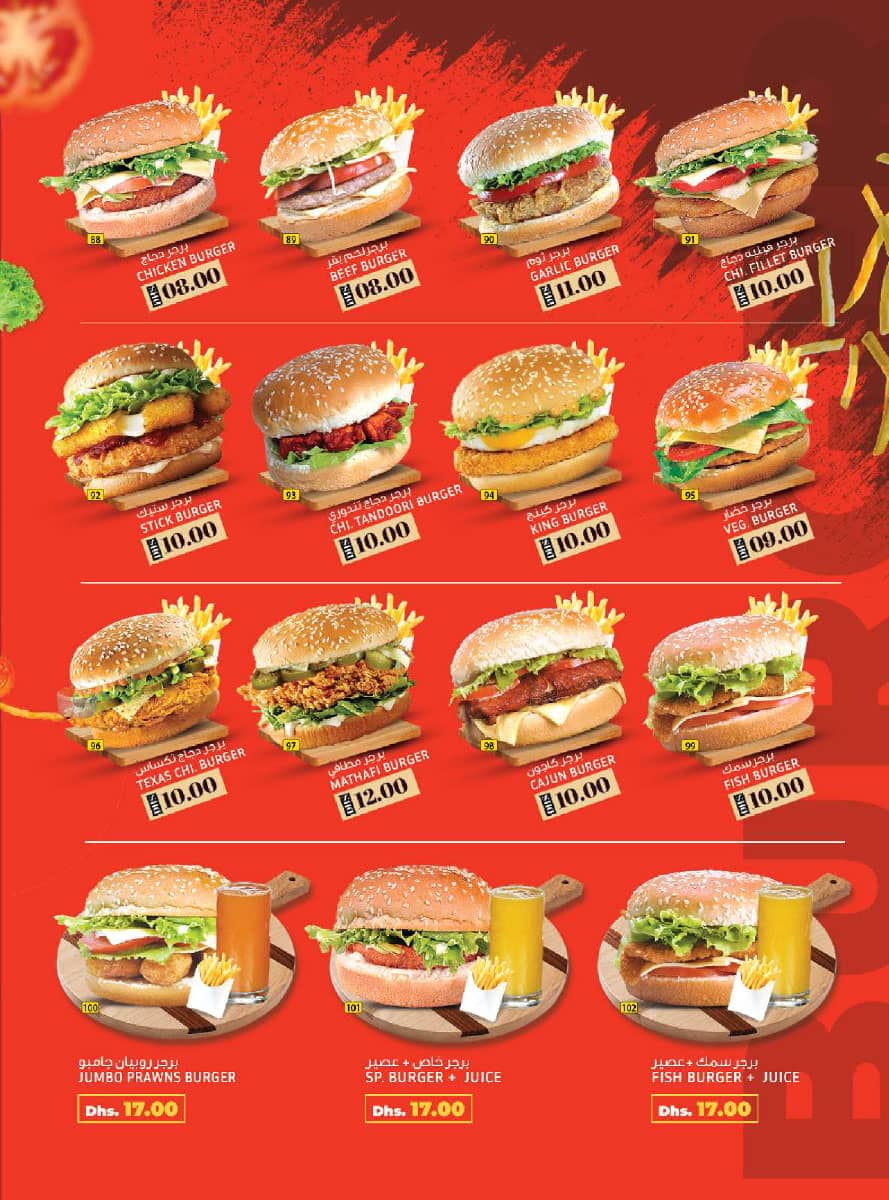 88
برجر دجاج
CHICKEN BURGER
DHS 08.00
89
برجر لحم بقر
BEEF BURGER
DHS 08.00
90
برجر ثوم
GARLIC BURGER
DHS 11.00
91
برجر فيليه دجاج
CHI. FILLET BURGER
DHS 10.00
92
برجر ستيك
STICK BURGER
DHS 10.00
93
برجر دجاج تندوري
CHI. TANDOORI BURGER
DHS 10.00
94
برجر كينج
KING BURGER
DHS 10.00
95
برجر خضار
VEG. BURGER
DHS 09.00
96
برجر دجاج تكساس
TEXAS CHI. BURGER
DHS 10.00
97
برجر مطافي
MATHAFI BURGER
DHS 12.00
98
برجر كاجون
CAJUN BURGER
DHS 10.00
99
برجر سمك
FISH BURGER
DHS 10.00
100
برجر روبيان جامبو
JUMBO PRAWNS BURGER
Dhs. 17.00
101
برجر خاص + عصير
SP. BURGER + JUICE
Dhs. 17.00
102
برجر سمك + عصير
FISH BURGER + JUICE
Dhs. 17.00
BURGER